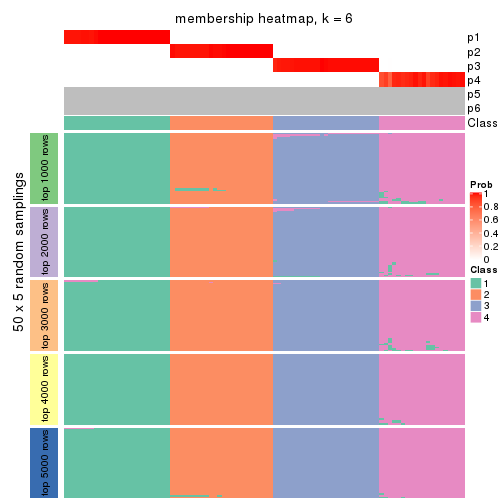 membership heatmap, k = 6
p1
p2
p3
p4
p5
p6
Class
50 x 5 random samplings
top 1000 rows
top 2000 rows
top 3000 rows
top 4000 rows
top 5000 rows
Prob
1
0.8
0.6
0.4
0.2
0
Class
1
2
3
4